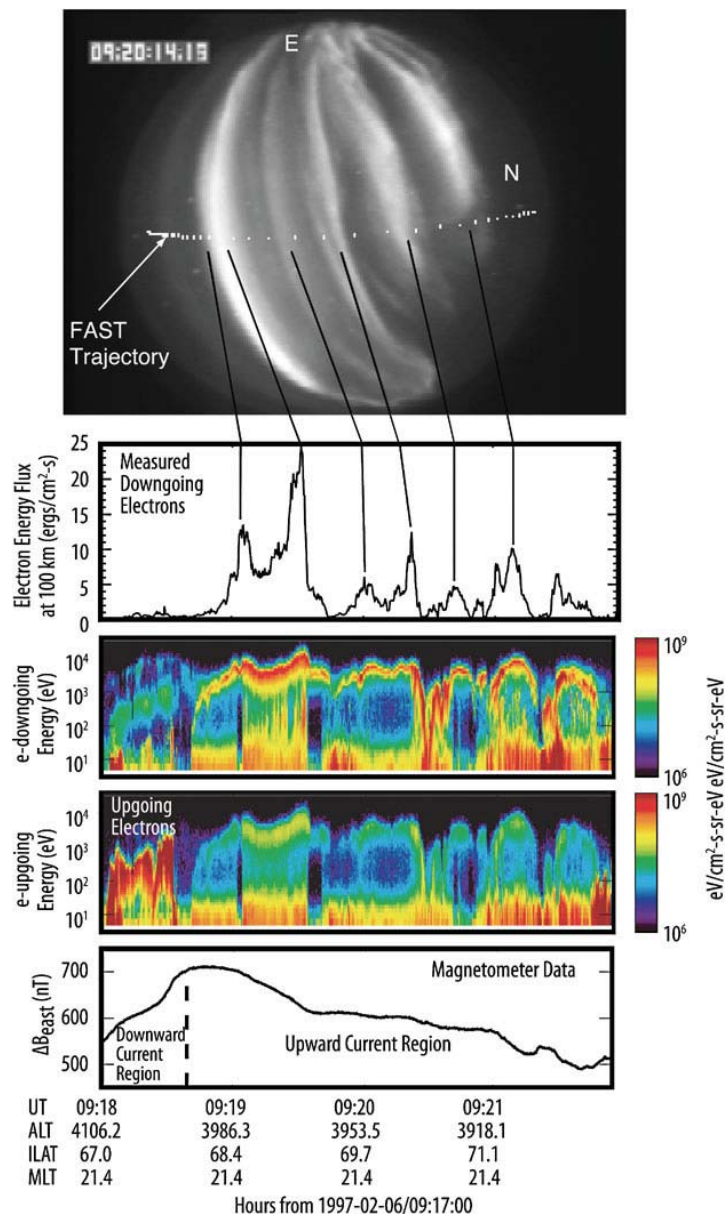 09:20:14.13
E
N
FAST
Trajectory
25
20
15
10
5
0
Electron Energy Flux
at 100 km (ergs/cm²-s)
Measured
Downgoing
Electrons
e-downgoing
Energy (eV)
10⁴
10³
10²
10¹
10⁹
10⁶
eV/cm²-s-sr-eV
e-upgoing
Energy (eV)
Upgoing
Electrons
10⁴
10³
10²
10¹
10⁹
10⁶
eV/cm²-s-sr-eV
ΔB_east (nT)
700
600
500
Magnetometer Data
Downward
Current
Region
Upward Current Region
UT 09:18 09:19 09:20 09:21
ALT 4106.2 3986.3 3953.5 3918.1
ILAT 67.0 68.4 69.7 71.1
MLT 21.4 21.4 21.4 21.4
Hours from 1997-02-06/09:17:00